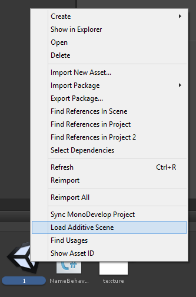 Create
Show in Explorer
Open
Delete
Import New Asset...
Import Package
Export Package...
Find References In Scene
Find References in Project
Find References in Project 2
Select Dependencies
Refresh Ctrl+R
Reimport
Reimport All
Sync MonoDevelop Project
Load Additive Scene
Find Usages
Show Asset ID
1 NameBehav... texture